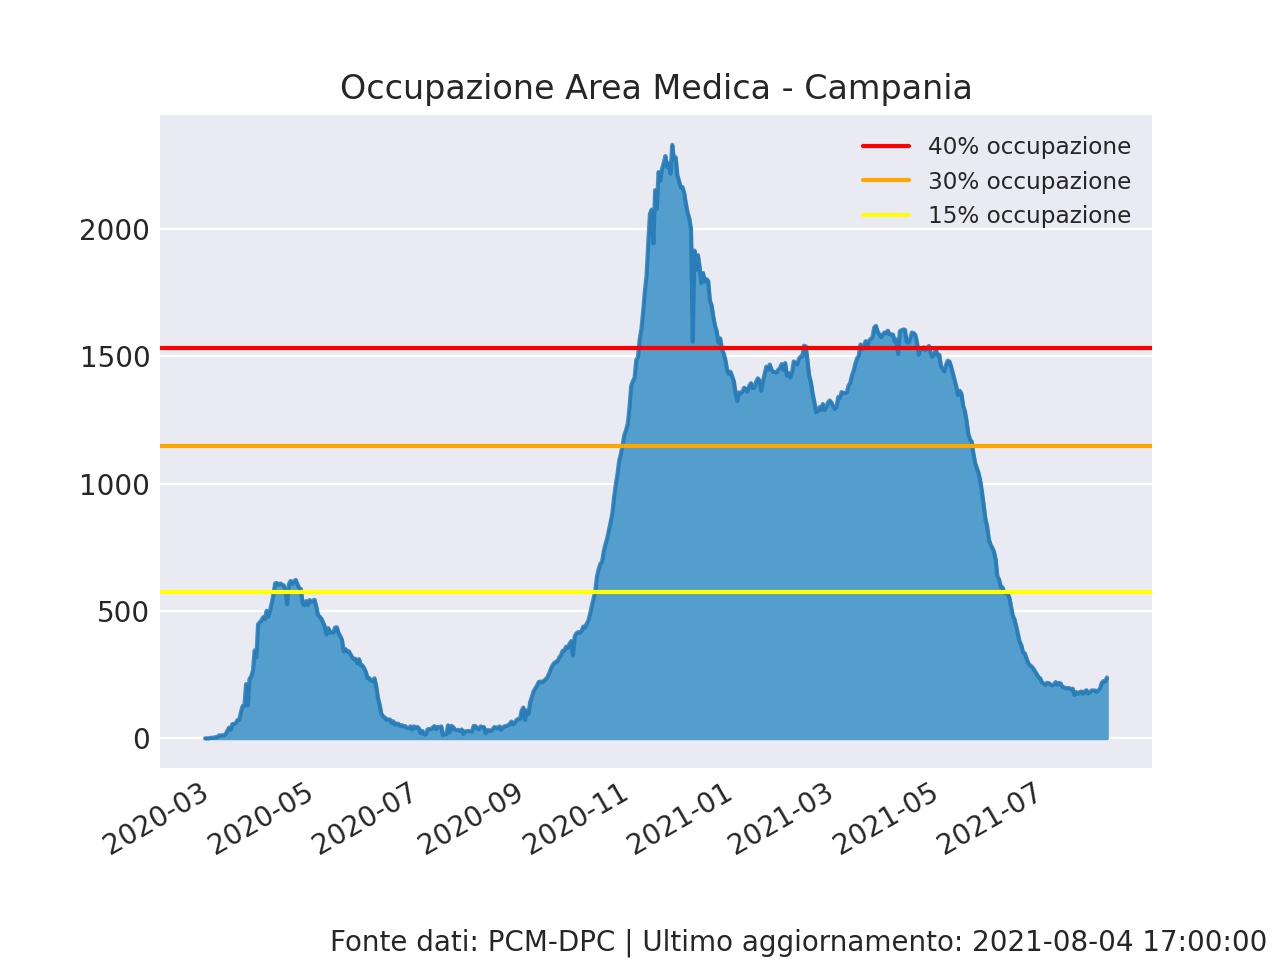 Occupazione Area Medica - Campania
40% occupazione
30% occupazione
15% occupazione
2000
1500
1000
500
0
2020-03
2020-05
2020-07
2020-09
2020-11
2021-01
2021-03
2021-05
2021-07
Fonte dati: PCM-DPC | Ultimo aggiornamento: 2021-08-04 17:00:00